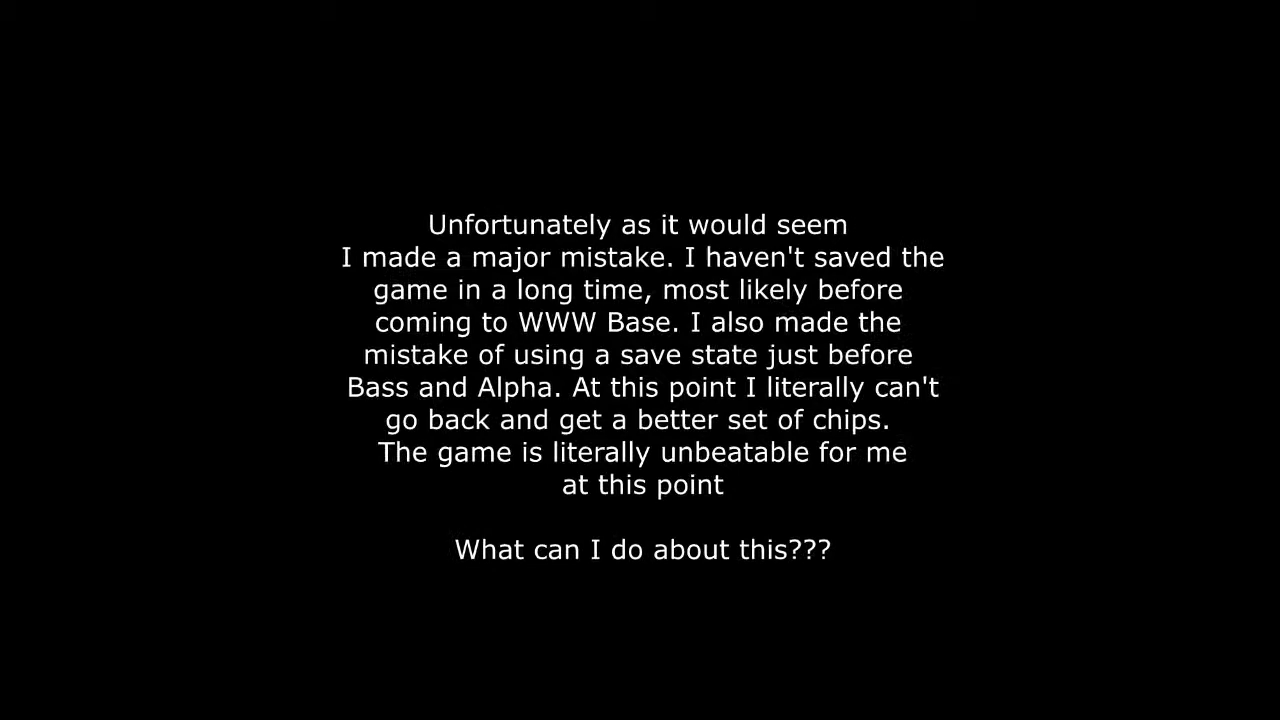 Unfortunately as it would seem
I made a major mistake. I haven't saved the
game in a long time, most likely before
coming to WWW Base. I also made the
mistake of using a save state just before
Bass and Alpha. At this point I literally can't
go back and get a better set of chips.
The game is literally unbeatable for me
at this point
What can I do about this???